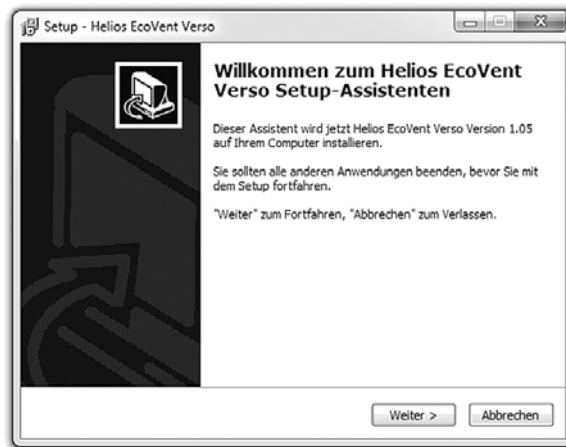 Setup - Helios EcoVent Verso
Willkommen zum Helios EcoVent
Verso Setup-Assistenten
Dieser Assistent wird jetzt Helios EcoVent Verso Version 1.05
auf Ihrem Computer installieren.
Sie sollten alle anderen Anwendungen beenden, bevor Sie mit
dem Setup fortfahren.
"Weiter" zum Fortfahren, "Abbrechen" zum Verlassen.
Weiter >
Abbrechen